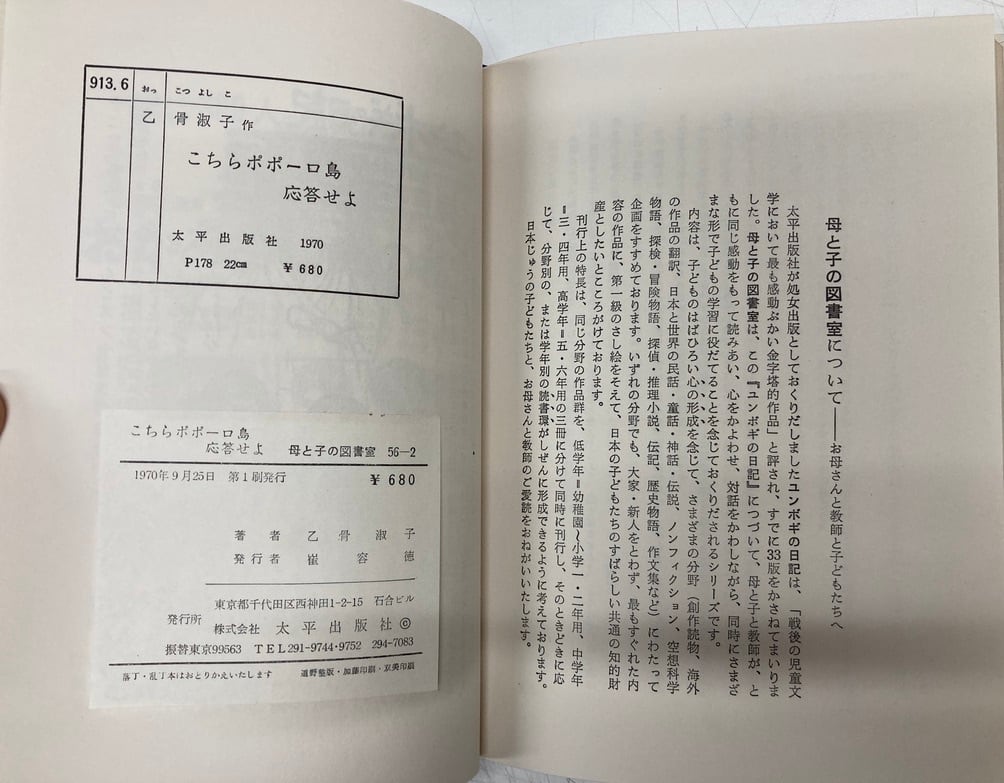 913.6
おっ こつ よし こ
乙骨淑子作
こちらポポーロ島
応答せよ
太平出版社 1970
P178 22㎝ ￥680
こちらポポーロ島
応答せよ 母と子の図書室 56−2
1970年9月25日 第1刷発行 ￥680
著者 乙骨淑子
発行者 崔容徳
発行所
東京都千代田区西神田1-2-15 石合ビル
株式会社 太平出版社 ©
振替東京99563 TEL291-9744・9752 294-7083
落丁・乱丁本はおとりかえいたします 道野整版・加藤印刷・双美印刷
母と子の図書室について――お母さんと教師と子どもたちへ
太平出版社が処女出版としておくりだしましたユンボギの日記は、「戦後の児童文
学において最も感動ぶかい金字塔的作品」と評され、すでに33版をかさねてまいりま
した。母と子の図書室は、この『ユンボギの日記』につづいて、母と子と教師が、と
もに同じ感動をもって読みあい、心をかよわせ、対話をかわしながら、同時にさまざ
まな形で子どもの学習に役だてることを念じておくりだされるシリーズです。
内容は、子どものはばひろい心の形成を念じて、さまざまの分野（創作読物、海外
の作品の翻訳、日本と世界の民話・童話・神話・伝説、ノンフィクション、空想科学
物語、探検・冒険物語、探偵・推理小説、伝記、歴史物語、作文集など）にわたって
企画をすすめております。いずれの分野でも、大家・新人をとわず、最もすぐれた内
容の作品に、第一級のさし絵をそえて、日本の子どもたちのすばらしい共通の知的財
産としたいとこころがけております。
刊行上の特長は、同じ分野の作品群を、低学年＝幼稚園〜小学一・二年用、中学年
＝三・四年用、高学年＝五・六年用の三冊に分けて同時に刊行し、そのときどきに応
じて、分野別の、または学年別の読書環がしぜんに形成できるように考えております。
日本じゅうの子どもたちと、お母さんと教師のご愛読をおねがいいたします。